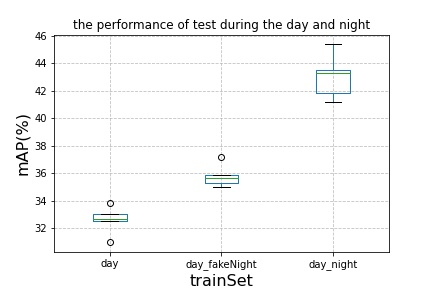 the performance of test during the day and night
mAP(%)
46
44
42
40
38
36
34
32
day day_fakeNight day_night
trainSet